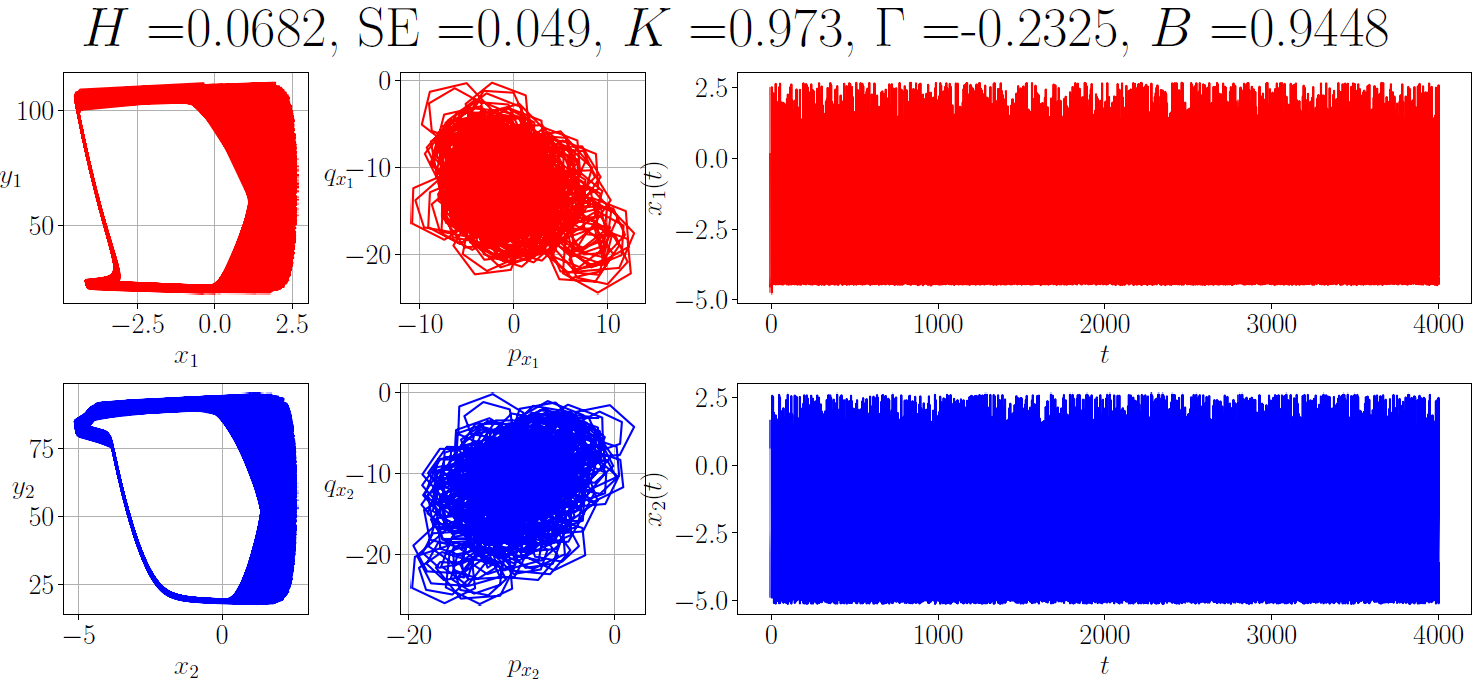 H =0.0682, SE =0.049, K =0.973, Γ =-0.2325, B =0.9448
100
50
y₁
−2.5 0.0 2.5
x₁
0
−10
−20
qₓ₁
−10 0 10
pₓ₁
2.5
0.0
−2.5
−5.0
x₁(t)
0 1000 2000 3000 4000
t
75
50
25
y₂
−5 0
x₂
0
−10
−20
qₓ₂
−20 0
pₓ₂
2.5
0.0
−2.5
−5.0
x₂(t)
0 1000 2000 3000 4000
t